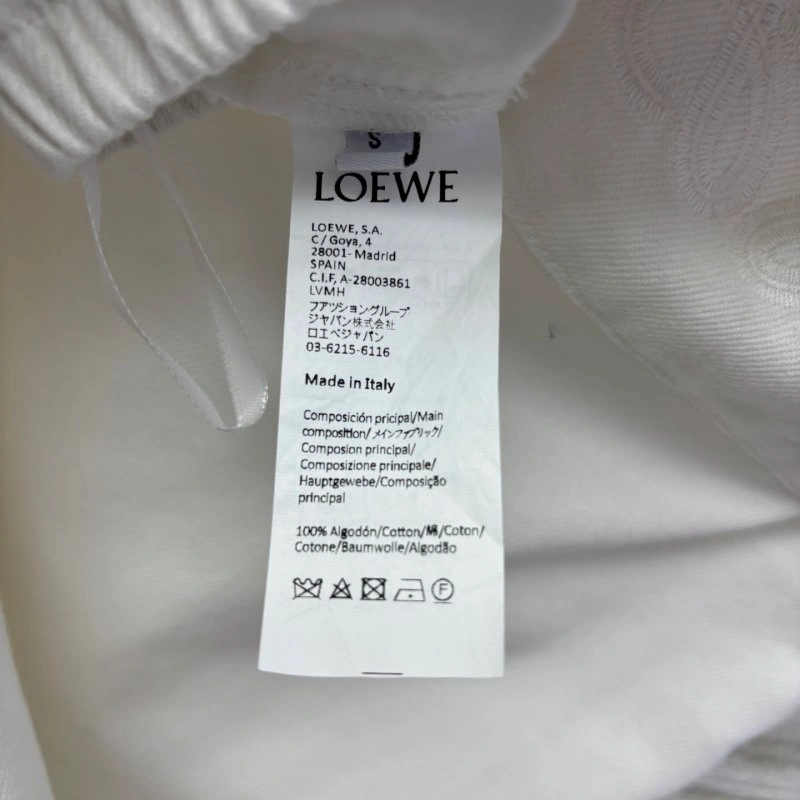 S
LOEWE
LOEWE, S.A.
C / Goya, 4
28001- Madrid
SPAIN
C.I.F, A-28003861
LVMH
フアツショングループ
ジャパン株式会社
ロエベジャパン
03-6215-6116
Made in Italy
Composición pricipal/Main
composition/メインファブリック/
Composion principal/
Composizione principale/
Hauptgewebe/Composição
principal
100% Algodón/Cotton/綿/Coton/
Cotone/Baumwolle/Algodão
F